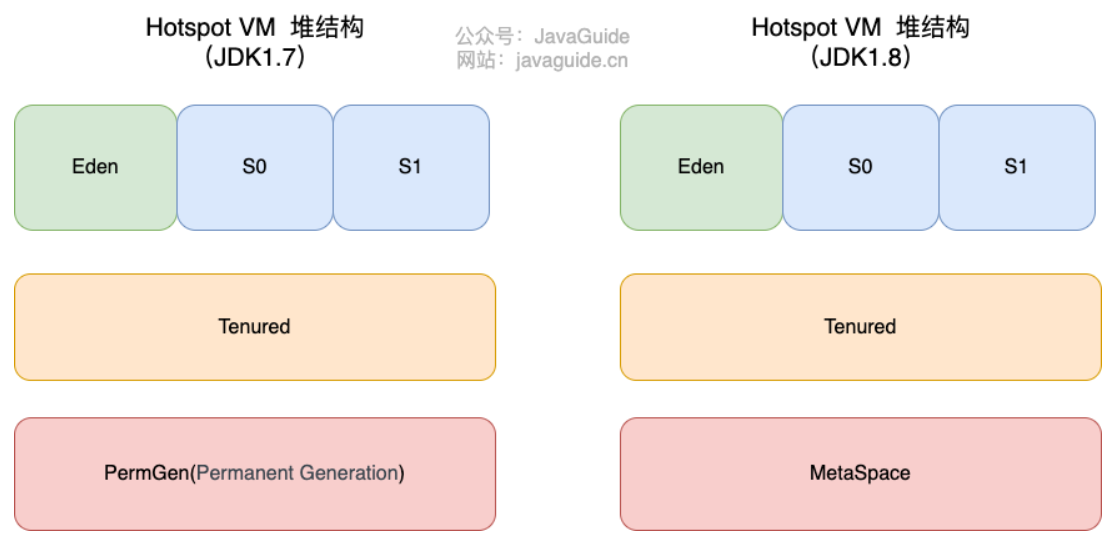 Hotspot VM 堆结构
（JDK1.7）
公众号：JavaGuide
网站：javaguide.cn
Hotspot VM 堆结构
（JDK1.8）
Eden
S0
S1
Eden
S0
S1
Tenured
Tenured
PermGen(Permanent Generation)
MetaSpace